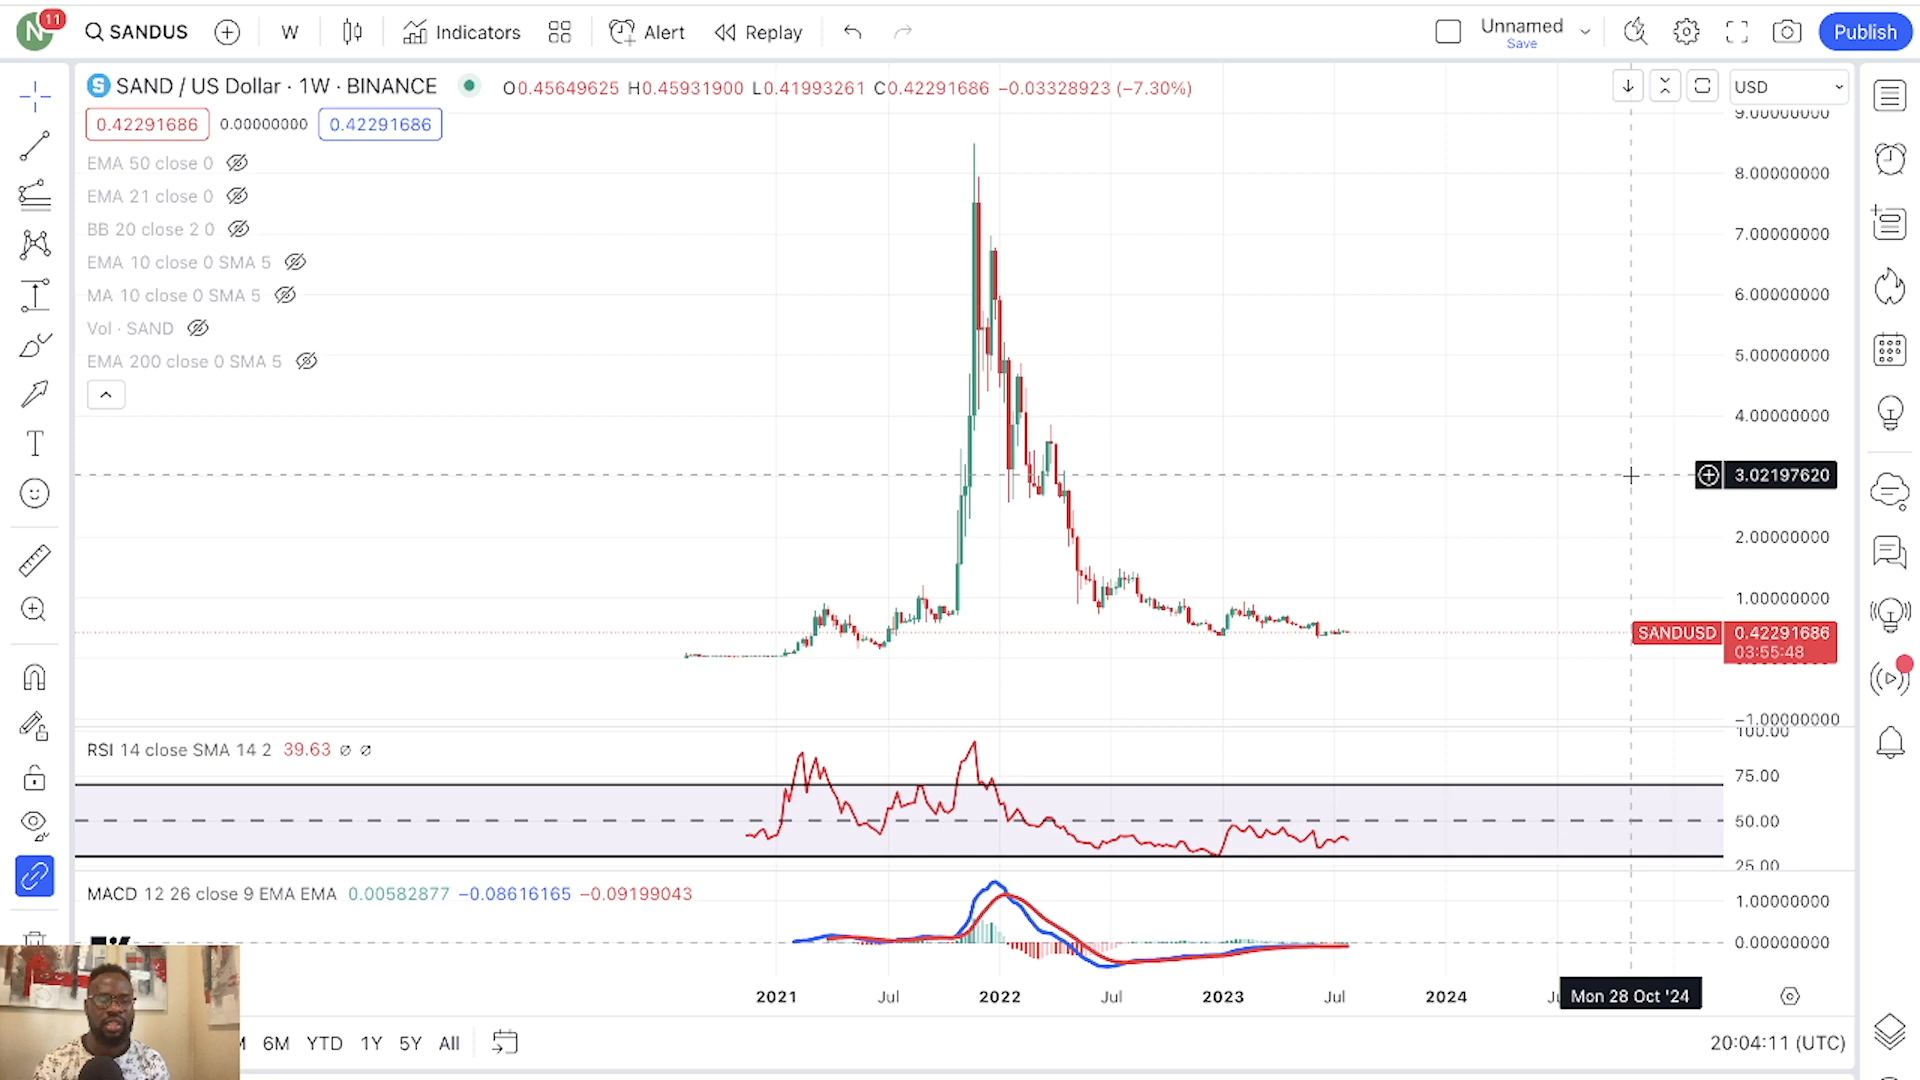 N 11 SANDUS W Indicators Alert Replay Unnamed Save Publish
S SAND / US Dollar · 1W · BINANCE O0.45649625 H0.45931900 L0.41993261 C0.42291686 −0.03328923 (−7.30%) USD
0.42291686 0.00000000 0.42291686
EMA 50 close 0
EMA 21 close 0
BB 20 close 2 0
EMA 10 close 0 SMA 5
MA 10 close 0 SMA 5
Vol · SAND
EMA 200 close 0 SMA 5
9.00000000
8.00000000
7.00000000
6.00000000
5.00000000
4.00000000
3.02197620
2.00000000
1.00000000
SANDUSD 0.42291686
03:55:48
−1.00000000
RSI 14 close SMA 14 2 39.63 ∅ ∅
100.00
75.00
50.00
25.00
MACD 12 26 close 9 EMA EMA 0.00582877 −0.08616165 −0.09199043
1.00000000
0.00000000
2021 Jul 2022 Jul 2023 Jul 2024 Mon 28 Oct '24
6M YTD 1Y 5Y All 20:04:11 (UTC)